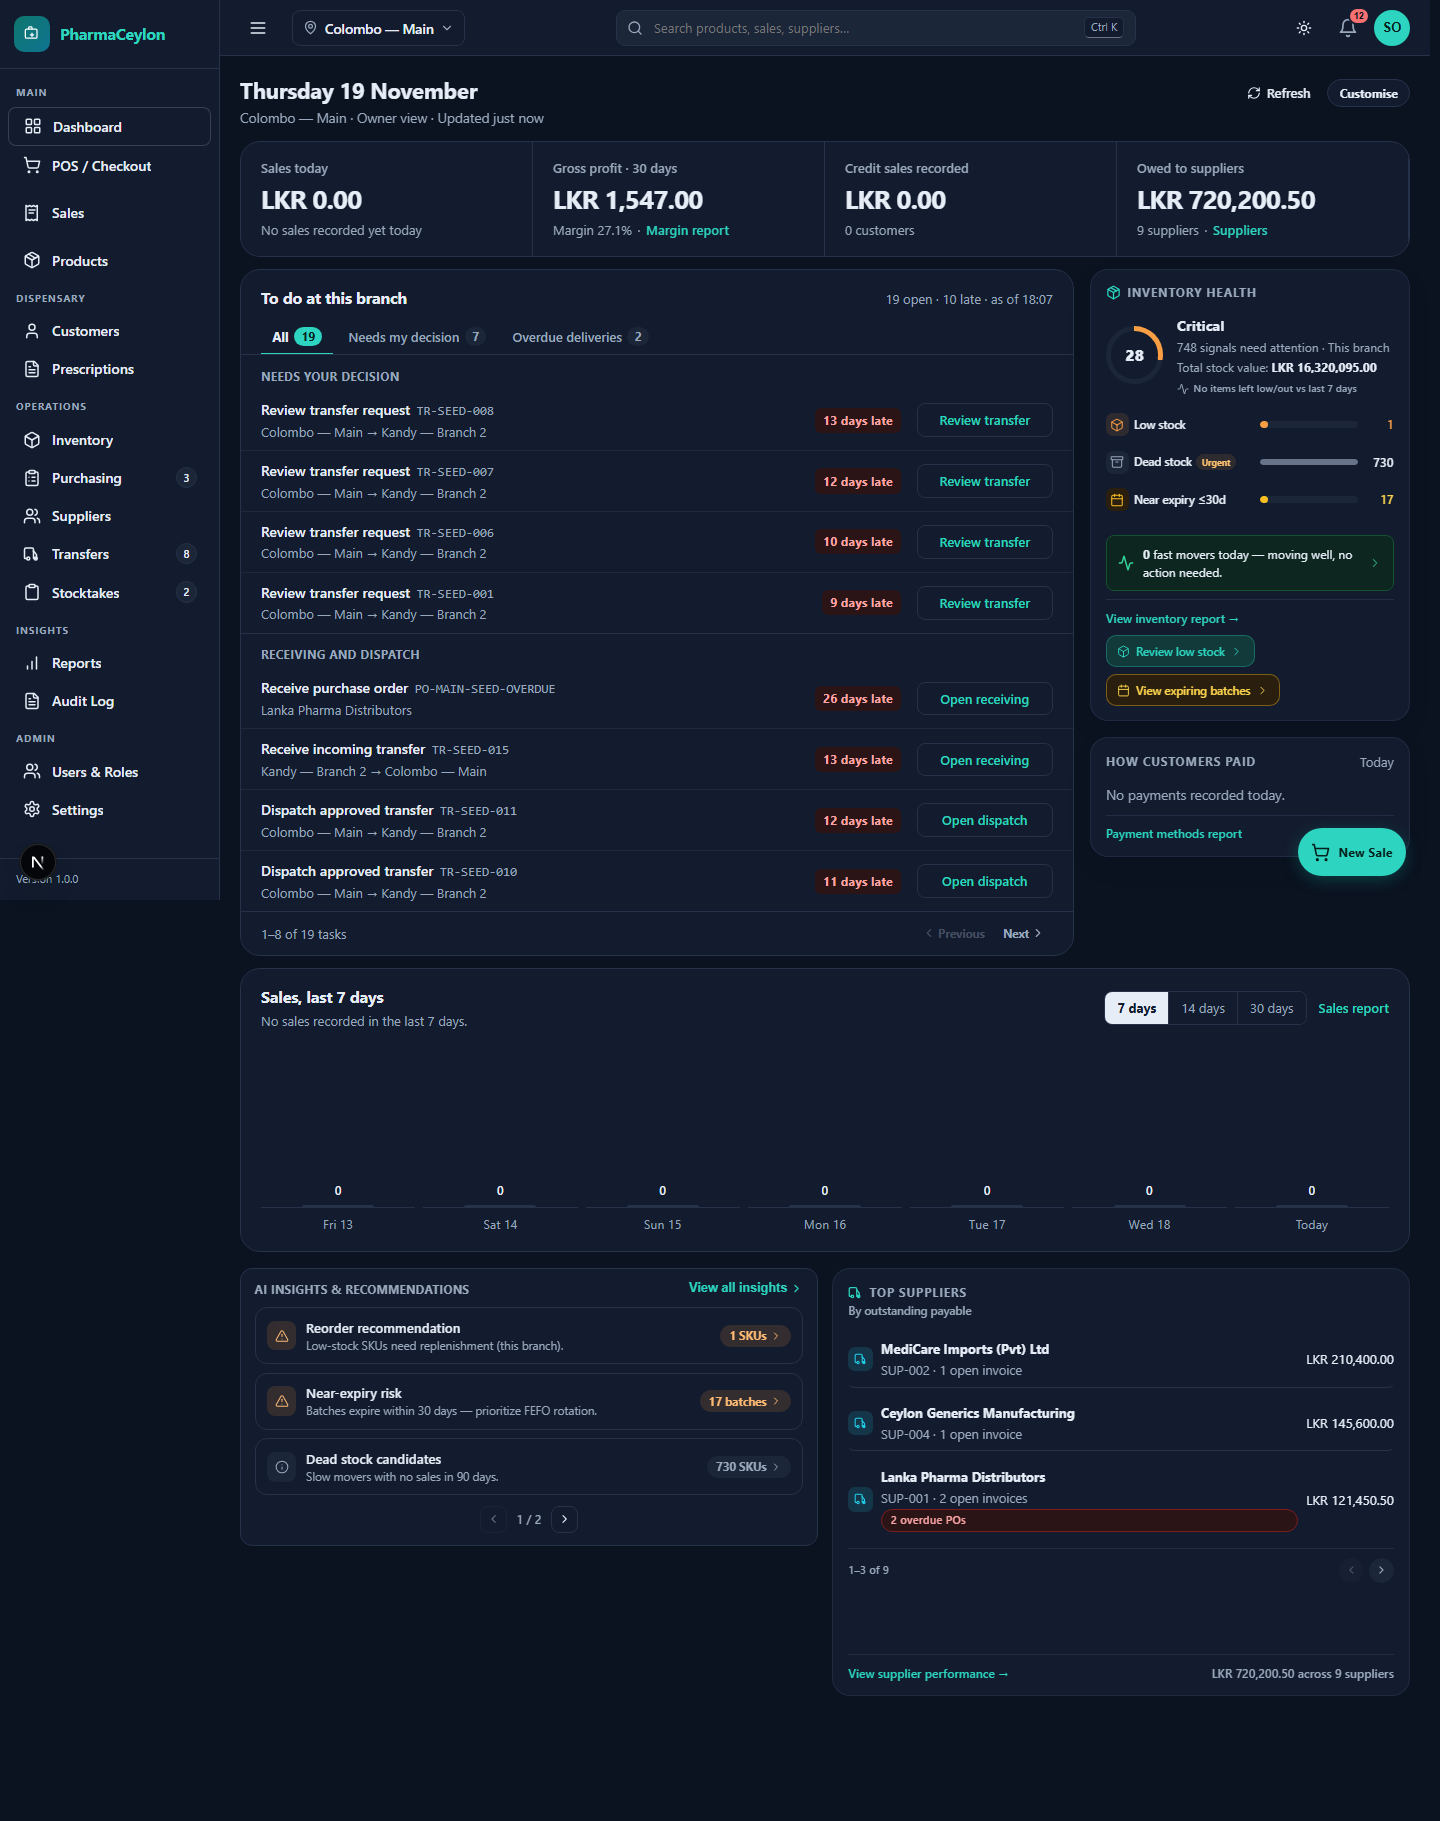 PharmaCeylon
Colombo — Main
Search products, sales, suppliers...
Ctrl K
12
SO
MAIN
Dashboard
POS / Checkout
Sales
Products
DISPENSARY
Customers
Prescriptions
OPERATIONS
Inventory
Purchasing 3
Suppliers
Transfers 8
Stocktakes 2
INSIGHTS
Reports
Audit Log
ADMIN
Users & Roles
Settings
N
Version 1.0.0
Thursday 19 November
Colombo — Main · Owner view · Updated just now
Refresh
Customise
Sales today
LKR 0.00
No sales recorded yet today
Gross profit · 30 days
LKR 1,547.00
Margin 27.1% · Margin report
Credit sales recorded
LKR 0.00
0 customers
Owed to suppliers
LKR 720,200.50
9 suppliers · Suppliers
To do at this branch
19 open · 10 late · as of 18:07
All 19
Needs my decision 7
Overdue deliveries 2
NEEDS YOUR DECISION
Review transfer request TR-SEED-008
Colombo — Main → Kandy — Branch 2
13 days late
Review transfer
Review transfer request TR-SEED-007
Colombo — Main → Kandy — Branch 2
12 days late
Review transfer
Review transfer request TR-SEED-006
Colombo — Main → Kandy — Branch 2
10 days late
Review transfer
Review transfer request TR-SEED-001
Colombo — Main → Kandy — Branch 2
9 days late
Review transfer
RECEIVING AND DISPATCH
Receive purchase order PO-MAIN-SEED-OVERDUE
Lanka Pharma Distributors
26 days late
Open receiving
Receive incoming transfer TR-SEED-015
Kandy — Branch 2 → Colombo — Main
13 days late
Open receiving
Dispatch approved transfer TR-SEED-011
Colombo — Main → Kandy — Branch 2
12 days late
Open dispatch
Dispatch approved transfer TR-SEED-010
Colombo — Main → Kandy — Branch 2
11 days late
Open dispatch
1–8 of 19 tasks
Previous
Next
INVENTORY HEALTH
28
Critical
748 signals need attention · This branch
Total stock value: LKR 16,320,095.00
No items left low/out vs last 7 days
Low stock 1
Dead stock Urgent 730
Near expiry ≤30d 17
0 fast movers today — moving well, no
action needed.
View inventory report →
Review low stock
View expiring batches
HOW CUSTOMERS PAID
Today
No payments recorded today.
Payment methods report
New Sale
Sales, last 7 days
No sales recorded in the last 7 days.
7 days
14 days
30 days
Sales report
0 0 0 0 0 0 0
Fri 13 Sat 14 Sun 15 Mon 16 Tue 17 Wed 18 Today
AI INSIGHTS & RECOMMENDATIONS
View all insights
Reorder recommendation
Low-stock SKUs need replenishment (this branch).
1 SKUs
Near-expiry risk
Batches expire within 30 days — prioritize FEFO rotation.
17 batches
Dead stock candidates
Slow movers with no sales in 90 days.
730 SKUs
1 / 2
TOP SUPPLIERS
By outstanding payable
MediCare Imports (Pvt) Ltd
SUP-002 · 1 open invoice
LKR 210,400.00
Ceylon Generics Manufacturing
SUP-004 · 1 open invoice
LKR 145,600.00
Lanka Pharma Distributors
SUP-001 · 2 open invoices
LKR 121,450.50
2 overdue POs
1–3 of 9
View supplier performance →
LKR 720,200.50 across 9 suppliers